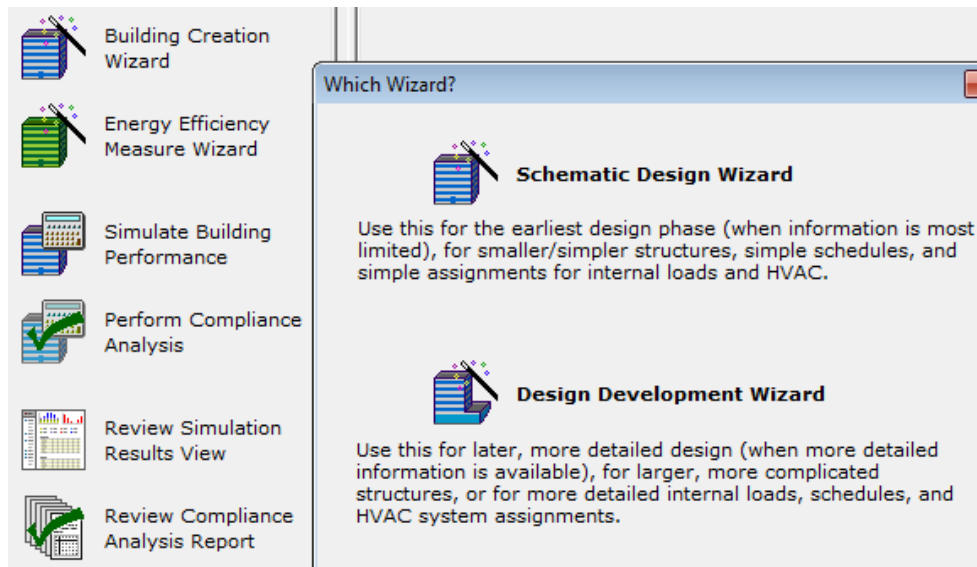 Building Creation
Wizard
Energy Efficiency
Measure Wizard
Simulate Building
Performance
Perform Compliance
Analysis
Review Simulation
Results View
Review Compliance
Analysis Report
Which Wizard?
Schematic Design Wizard
Use this for the earliest design phase (when information is most
limited), for smaller/simpler structures, simple schedules, and
simple assignments for internal loads and HVAC.
Design Development Wizard
Use this for later, more detailed design (when more detailed
information is available), for larger, more complicated
structures, or for more detailed internal loads, schedules, and
HVAC system assignments.